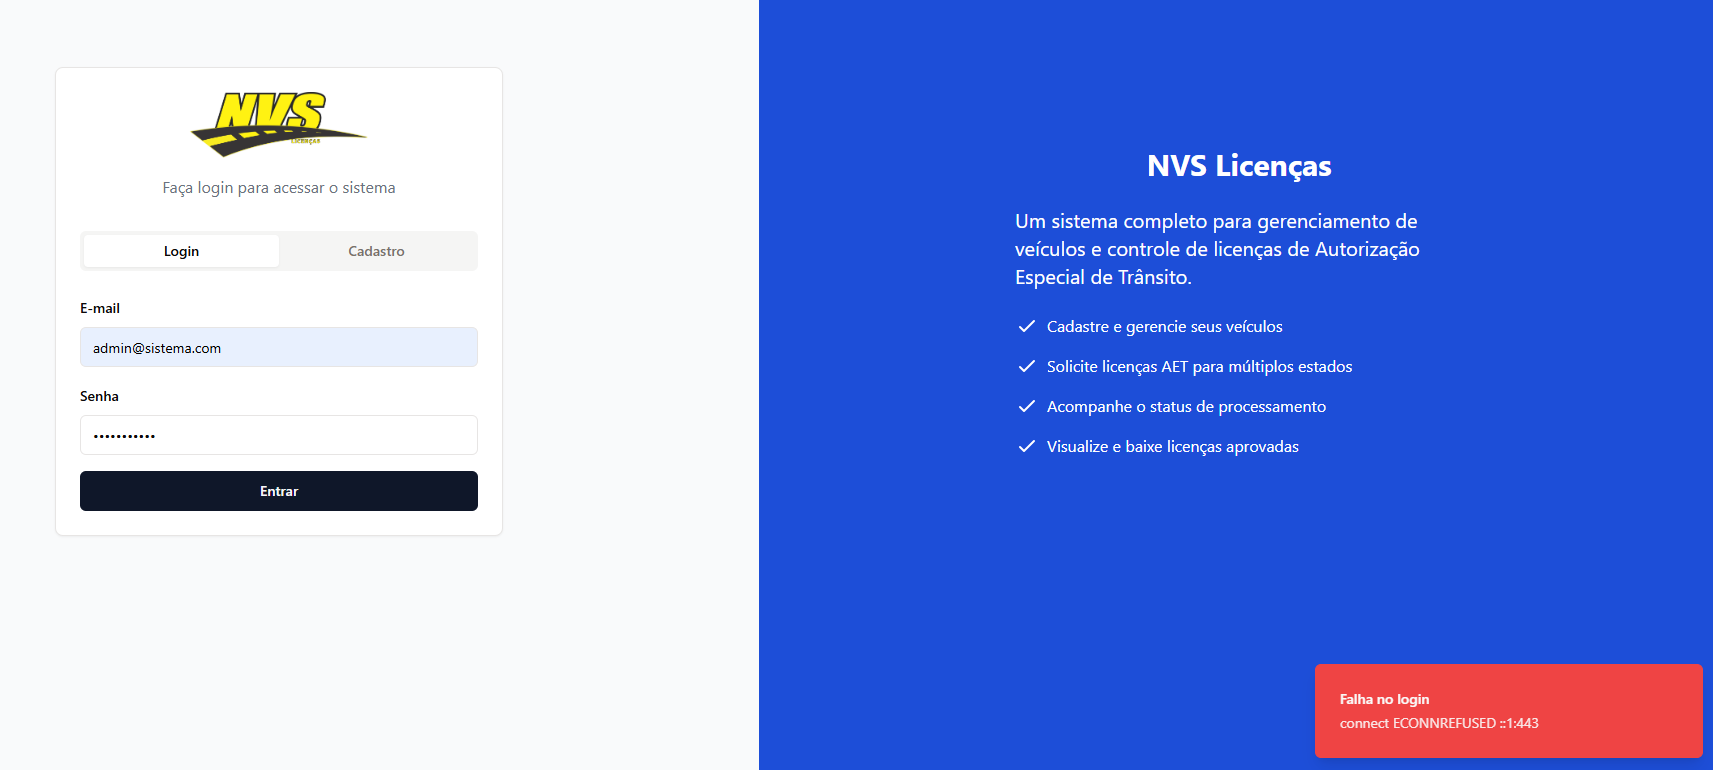 NVS
LICENÇAS
Faça login para acessar o sistema
Login
Cadastro
E-mail
admin@sistema.com
Senha
•••••••••••
Entrar
NVS Licenças
Um sistema completo para gerenciamento de
veículos e controle de licenças de Autorização
Especial de Trânsito.
Cadastre e gerencie seus veículos
Solicite licenças AET para múltiplos estados
Acompanhe o status de processamento
Visualize e baixe licenças aprovadas
Falha no login
connect ECONNREFUSED ::1:443